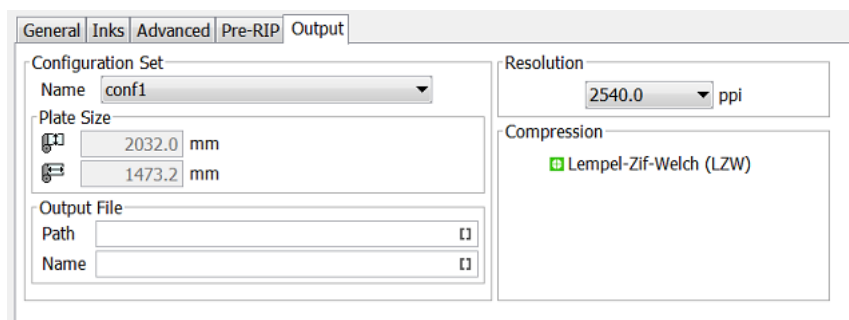 General Inks Advanced Pre-RIP Output
Configuration Set
Name conf1
Plate Size
2032.0 mm
1473.2 mm
Output File
Path []
Name []
Resolution
2540.0 ppi
Compression
Lempel-Zif-Welch (LZW)